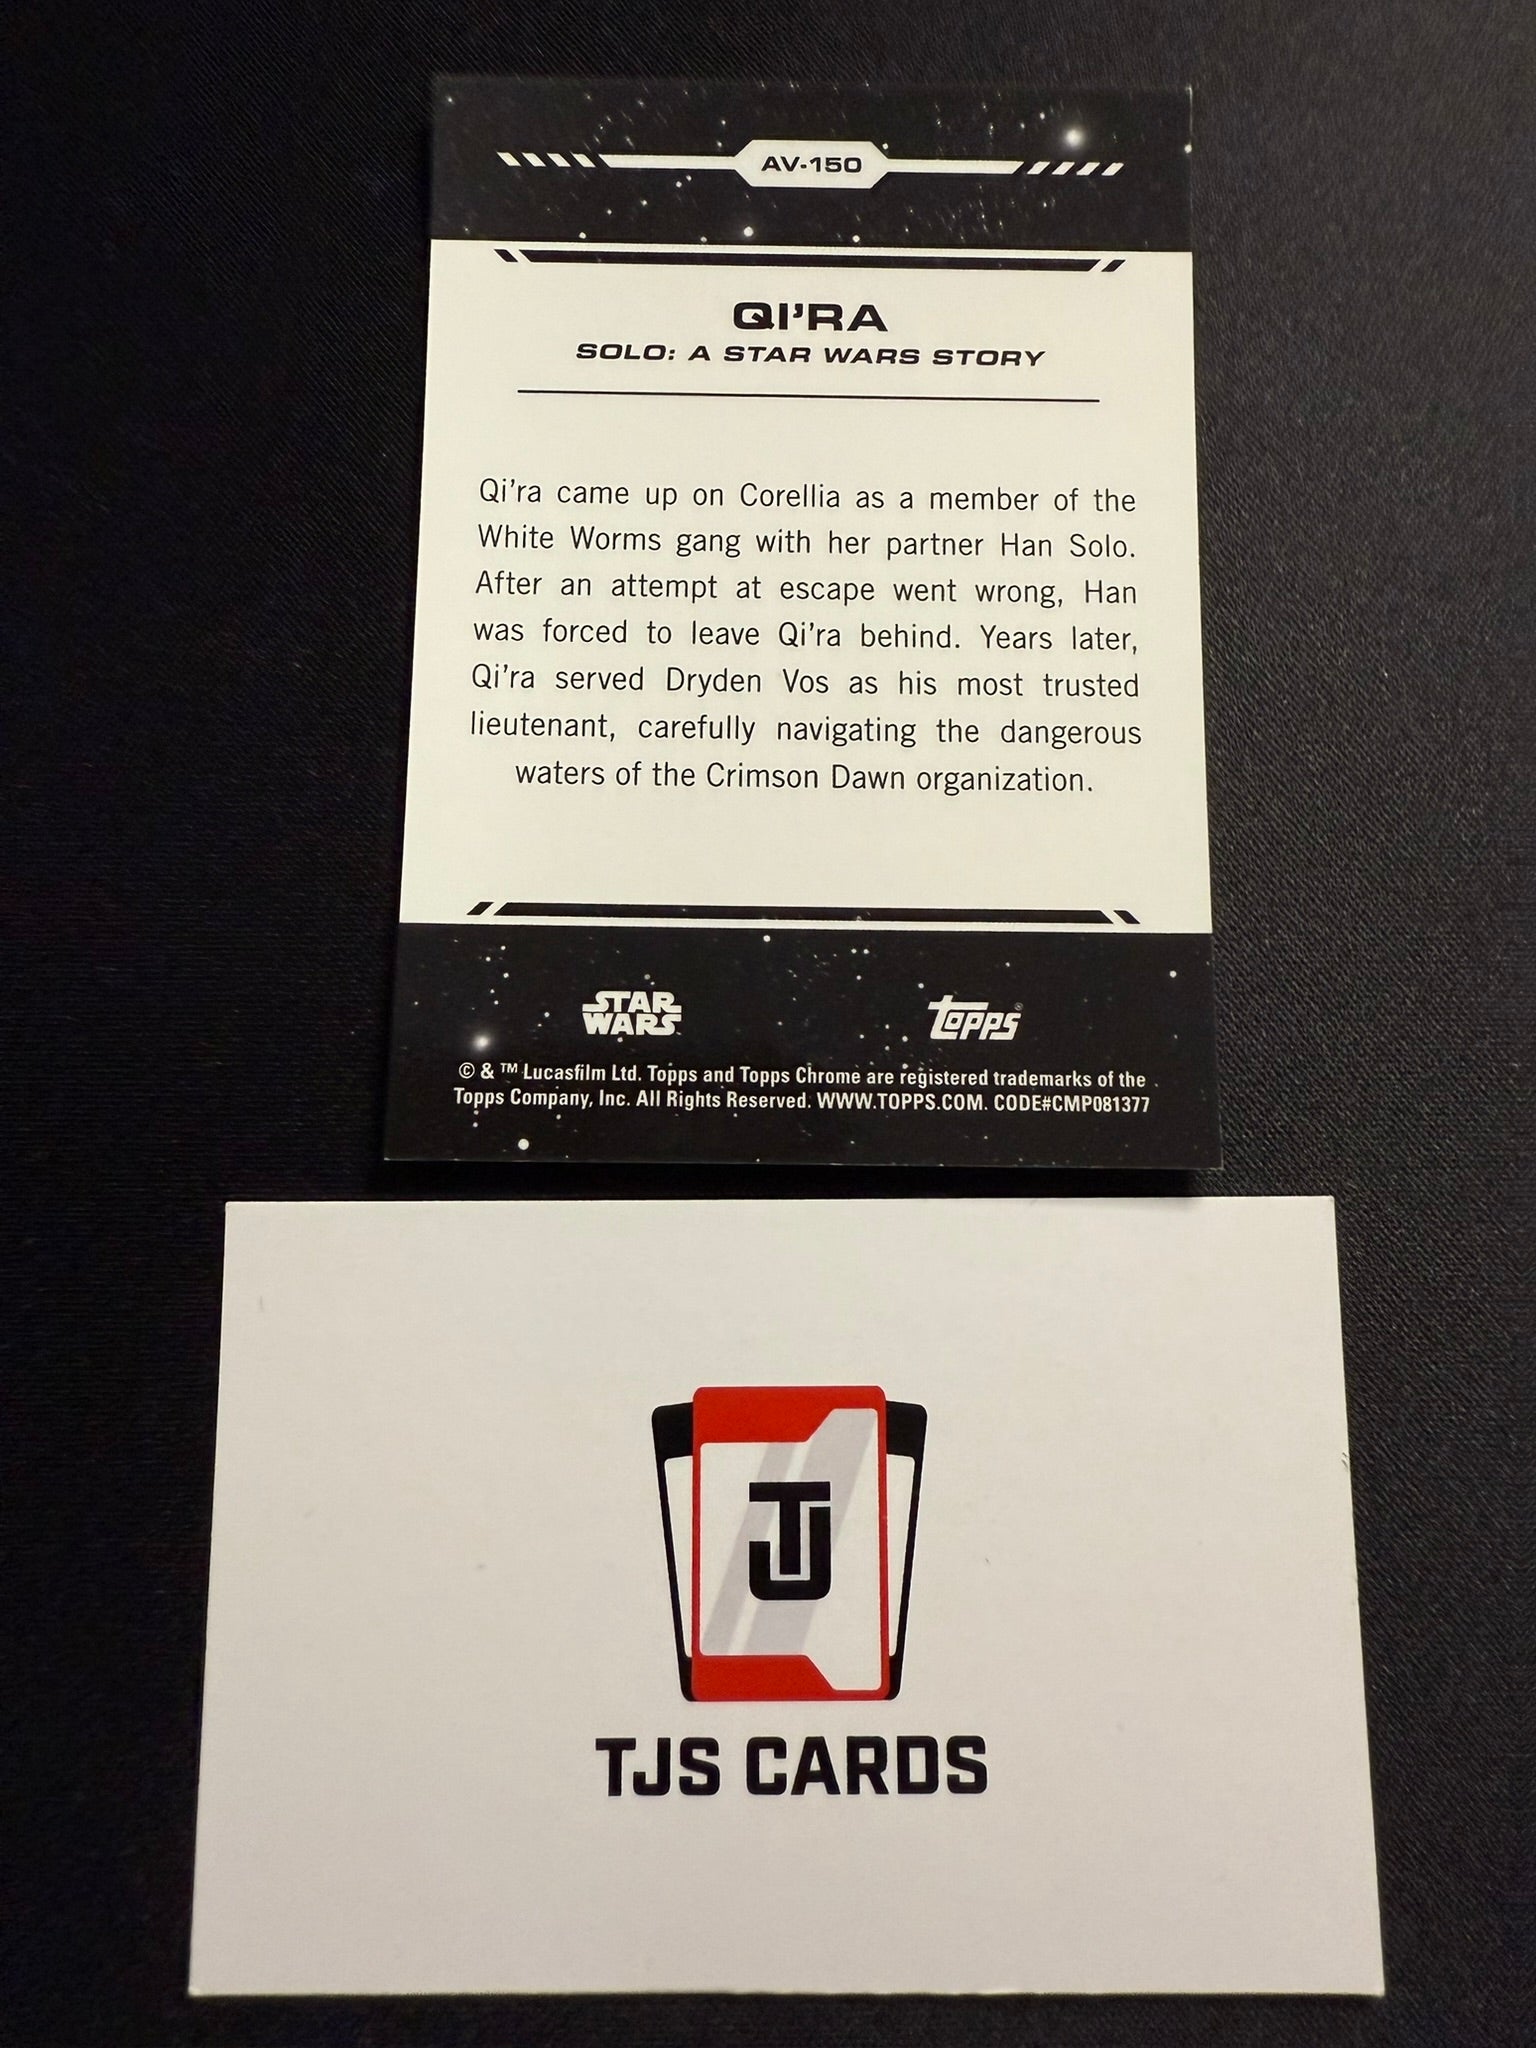 AV-150
QI'RA
SOLO: A STAR WARS STORY
Qi'ra came up on Corellia as a member of the
White Worms gang with her partner Han Solo.
After an attempt at escape went wrong, Han
was forced to leave Qi'ra behind. Years later,
Qi'ra served Dryden Vos as his most trusted
lieutenant, carefully navigating the dangerous
waters of the Crimson Dawn organization.
STAR WARS
topps®
© & ™ Lucasfilm Ltd. Topps and Topps Chrome are registered trademarks of the
Topps Company, Inc. All Rights Reserved. WWW.TOPPS.COM. CODE#CMP081377
TJ
TJS CARDS